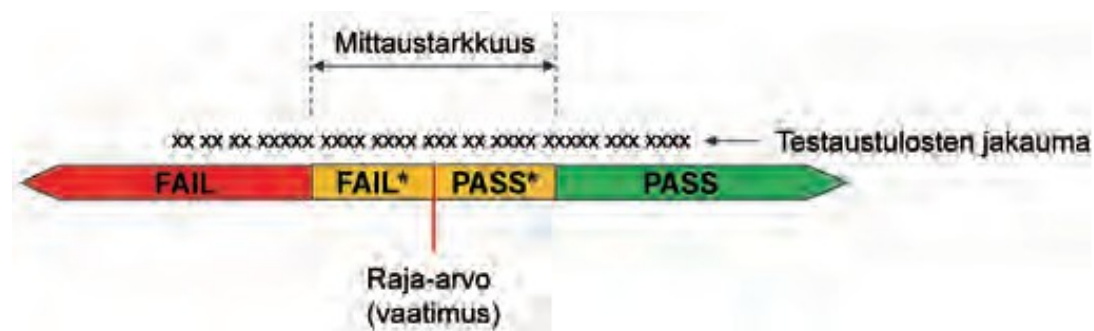 Mittaustarkkuus
xx xx xx xxxxx xxxx xxxx xxx xx xxxx xxxxx xxx xxxx
Testaustulosten jakauma
FAIL FAIL* PASS* PASS
Raja-arvo
(vaatimus)